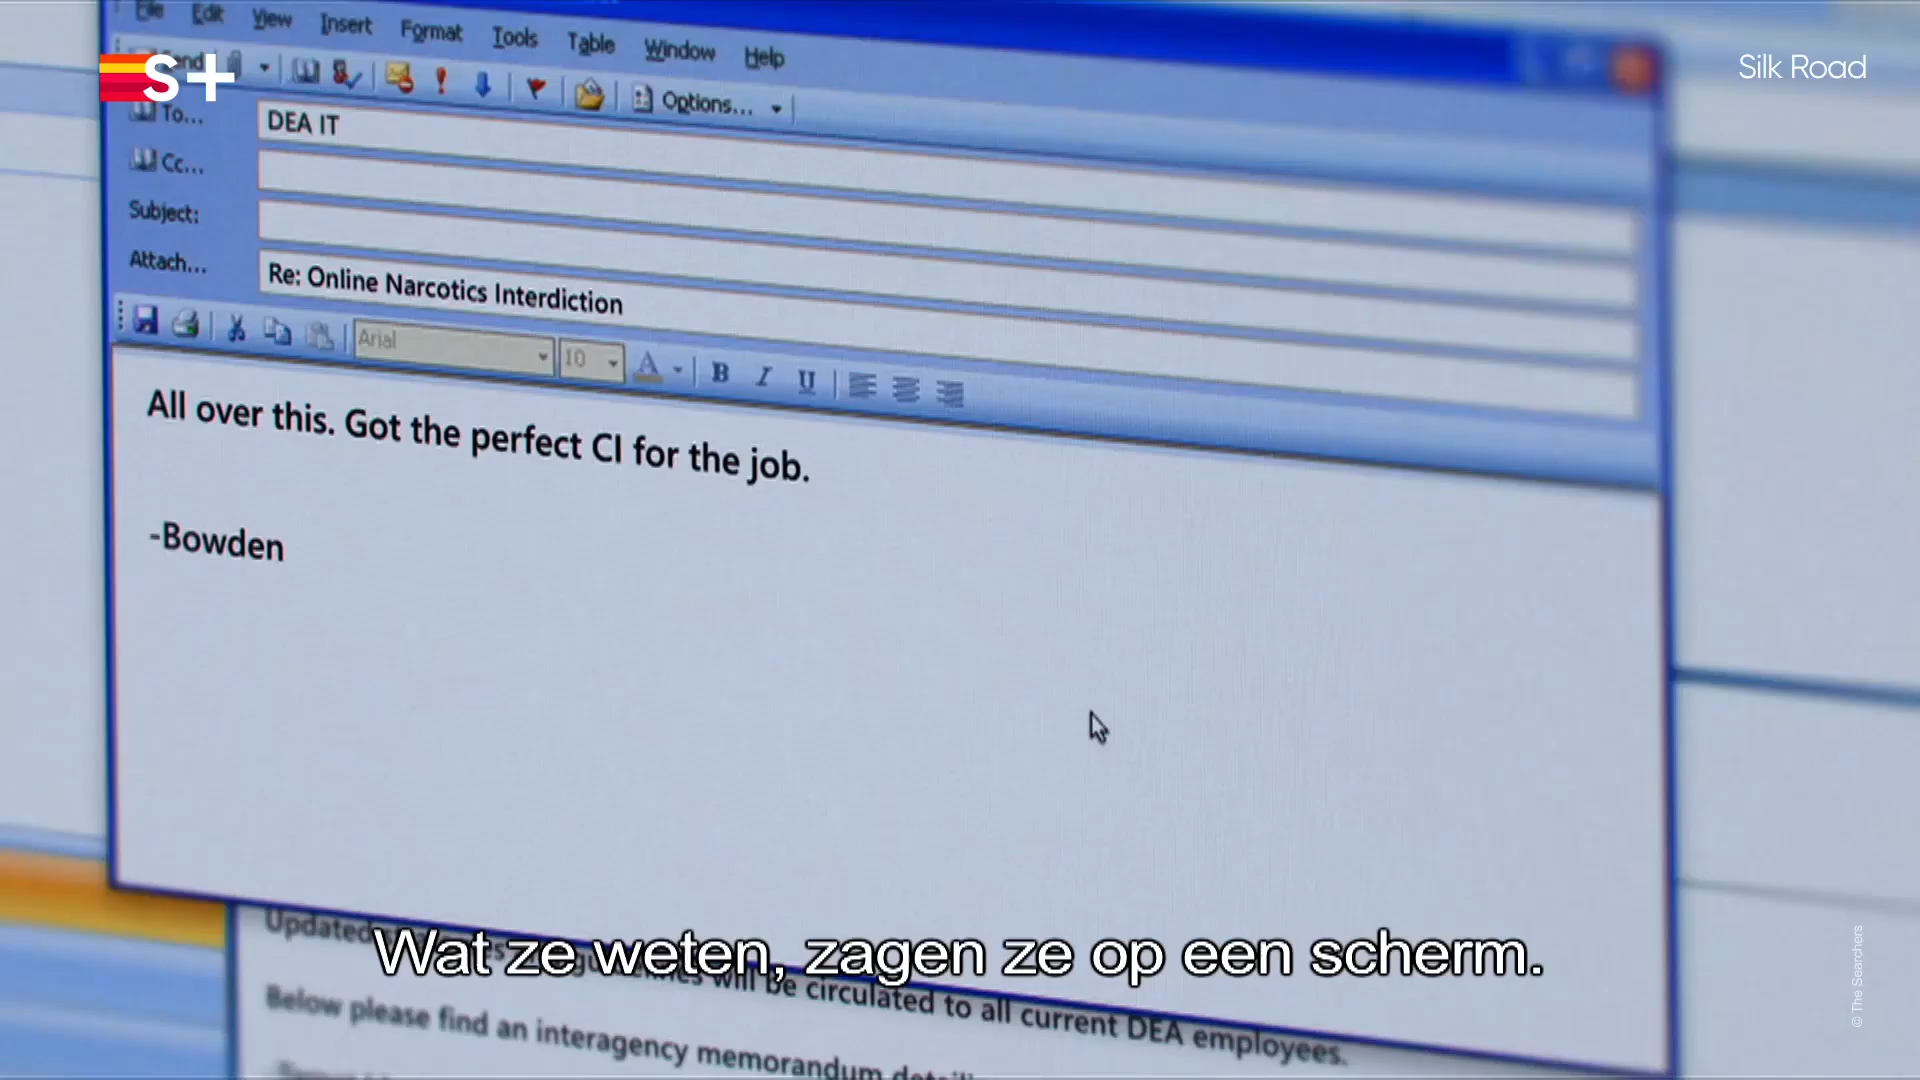 File Edit View Insert Format Tools Table Window Help
Send
S+
Silk Road
Options...
To... DEA IT
Cc...
Subject:
Attach... Re: Online Narcotics Interdiction
Arial 10 A B I U
All over this. Got the perfect CI for the job.
-Bowden
Updated will be circulated to all current DEA employees.
Wat ze weten, zagen ze op een scherm.
Below please find an interagency memorandum
© The Searchers